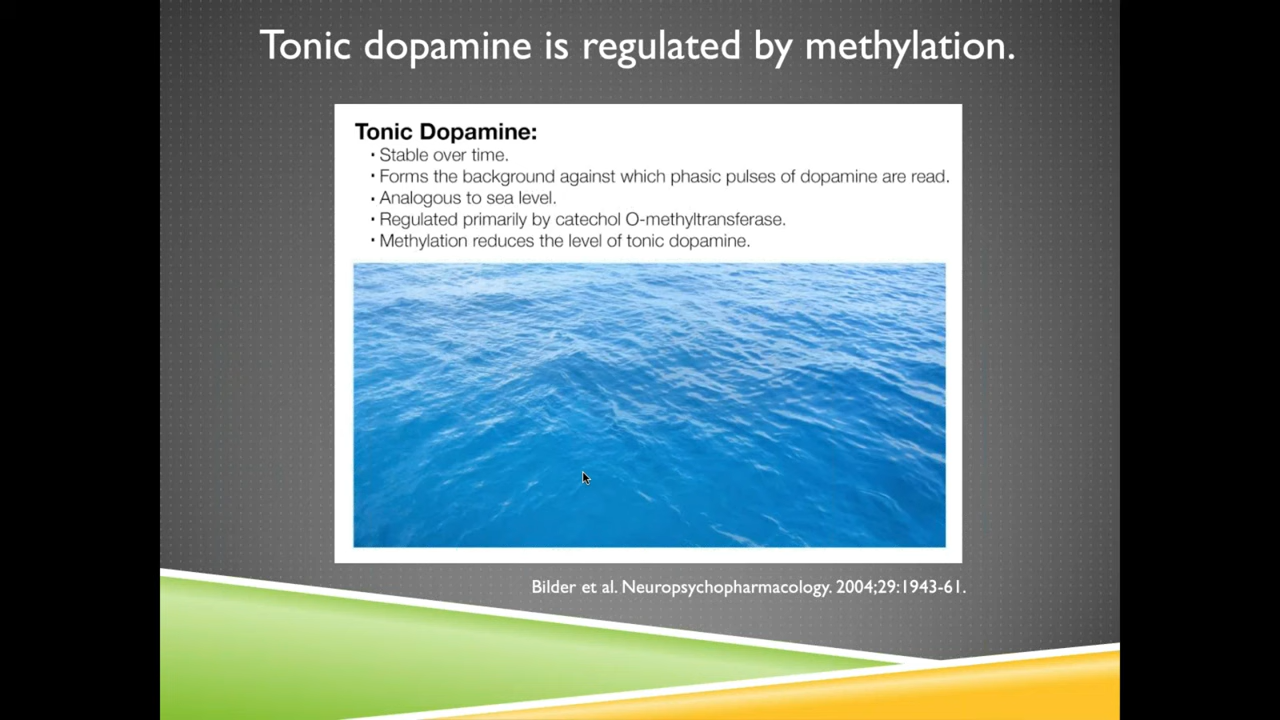 Tonic dopamine is regulated by methylation.
Tonic Dopamine:
· Stable over time.
· Forms the background against which phasic pulses of dopamine are read.
· Analogous to sea level.
· Regulated primarily by catechol O-methyltransferase.
· Methylation reduces the level of tonic dopamine.
Bilder et al. Neuropsychopharmacology. 2004;29:1943-61.